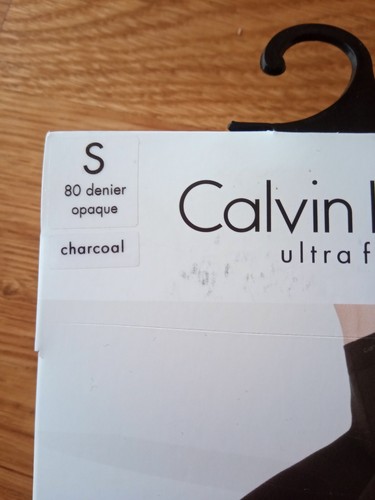 S
80 denier
opaque
charcoal
Calvin
ultra f